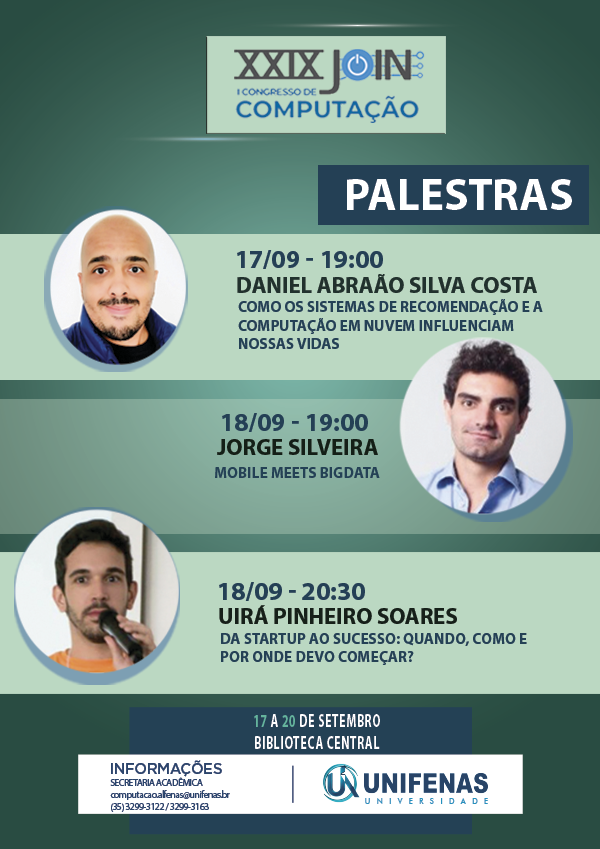 XXIX JOIN
I CONGRESSO DE
COMPUTAÇÃO
PALESTRAS
17/09 - 19:00
DANIEL ABRAÃO SILVA COSTA
COMO OS SISTEMAS DE RECOMENDAÇÃO E A
COMPUTAÇÃO EM NUVEM INFLUENCIAM
NOSSAS VIDAS
18/09 - 19:00
JORGE SILVEIRA
MOBILE MEETS BIGDATA
18/09 - 20:30
UIRÁ PINHEIRO SOARES
DA STARTUP AO SUCESSO: QUANDO, COMO E
POR ONDE DEVO COMEÇAR?
17 A 20 DE SETEMBRO
BIBLIOTECA CENTRAL
INFORMAÇÕES
SECRETARIA ACADÊMICA
computacao.alfenas@unifenas.br
(35) 3299-3122 / 3299-3163
UNIFENAS
UNIVERSIDADE